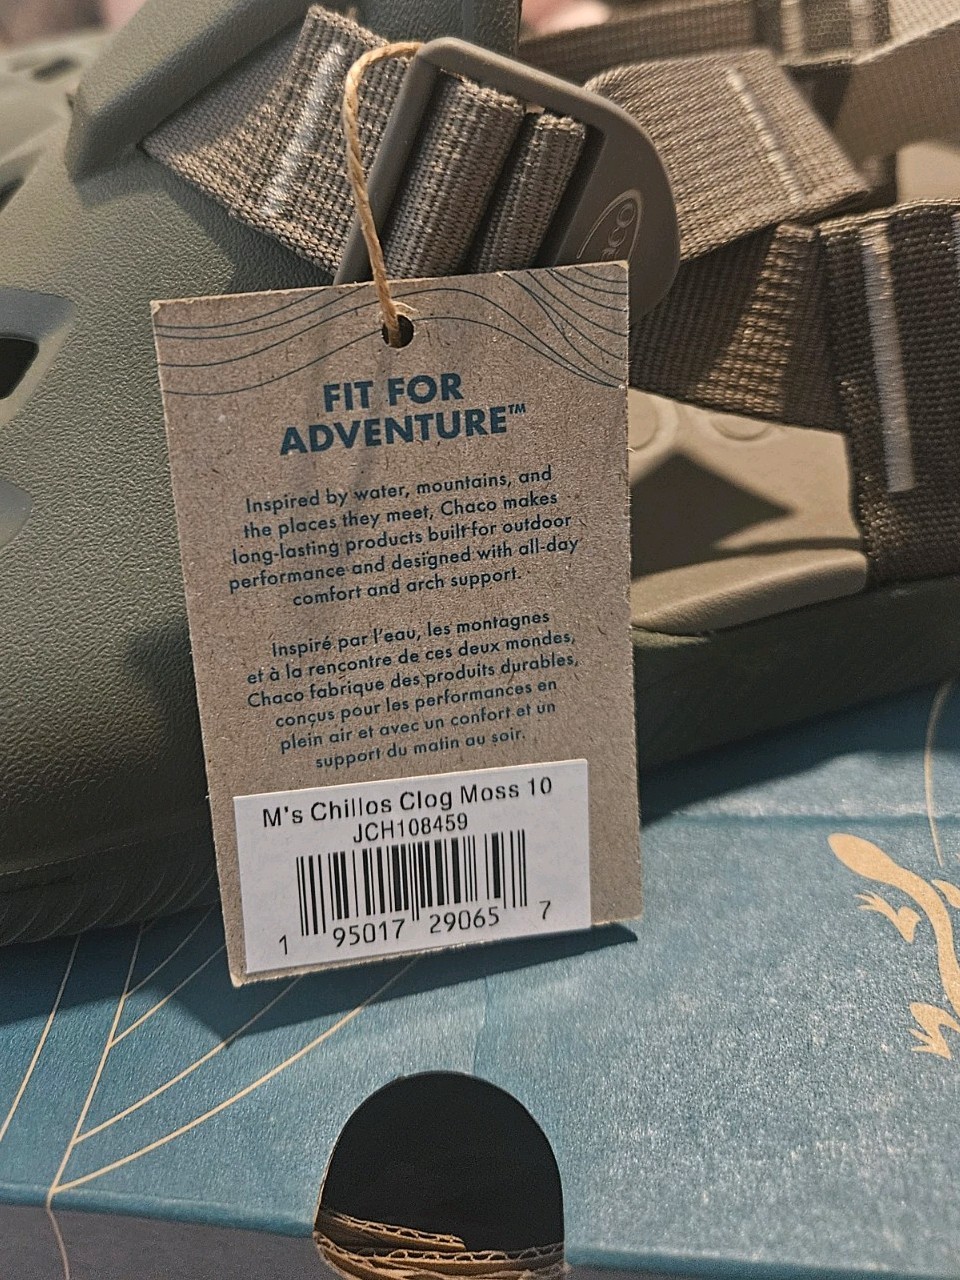 FIT FOR
ADVENTURE™
Inspired by water, mountains, and
the places they meet, Chaco makes
long-lasting products built for outdoor
performance and designed with all-day
comfort and arch support.
Inspiré par l'eau, les montagnes
et à la rencontre de ces deux mondes,
Chaco fabrique des produits durables,
conçus pour les performances en
plein air et avec un confort et un
support du matin au soir.
M's Chillos Clog Moss 10
JCH108459
1 95017 29065 7